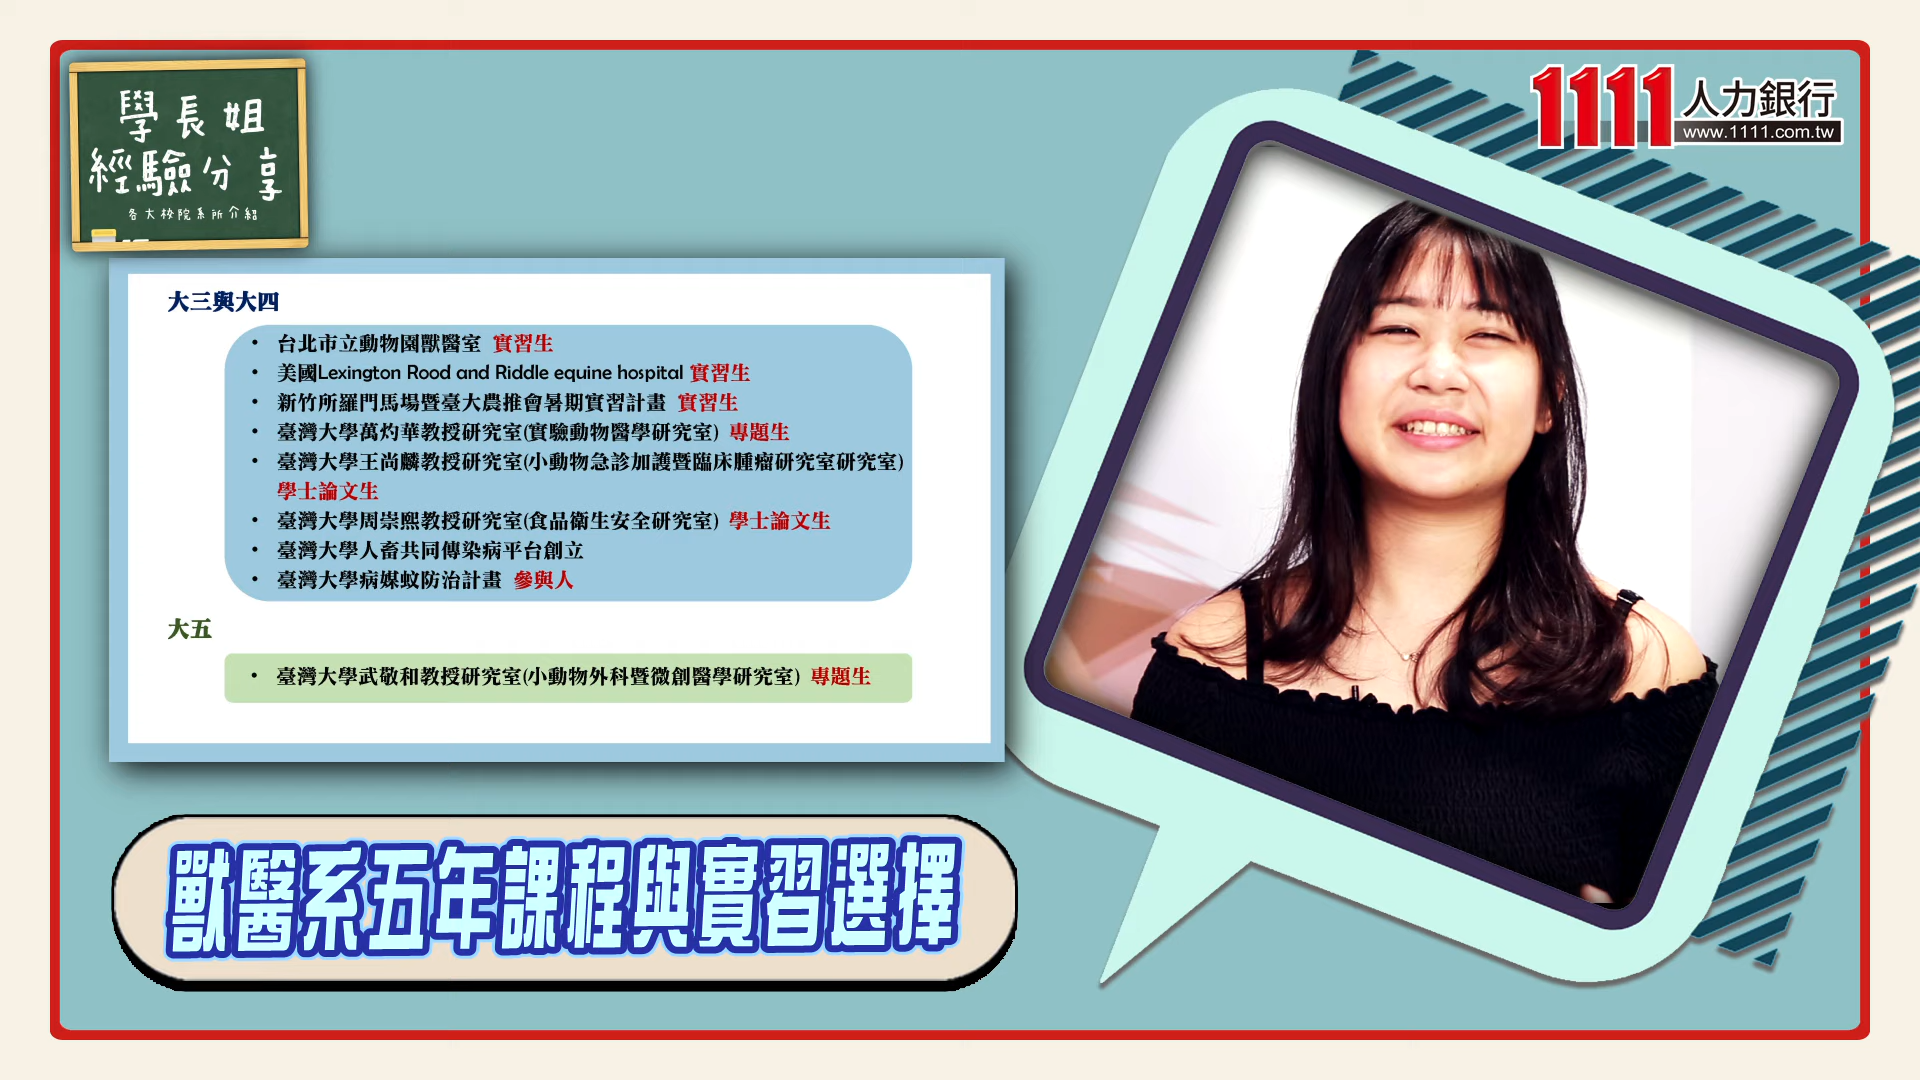 學長姐
經驗分享
各大校院系所介紹
1111人力銀行
www.1111.com.tw
大三與大四
• 台北市立動物園獸醫室 實習生
• 美國Lexington Rood and Riddle equine hospital 實習生
• 新竹所羅門馬場暨臺大農推會暑期實習計畫 實習生
• 臺灣大學萬灼華教授研究室(實驗動物醫學研究室) 專題生
• 臺灣大學王尚麟教授研究室(小動物急診加護暨臨床腫瘤研究室研究室)
學士論文生
• 臺灣大學周崇熙教授研究室(食品衛生安全研究室) 學士論文生
• 臺灣大學人畜共同傳染病平台創立
• 臺灣大學病媒蚊防治計畫 參與人
大五
• 臺灣大學武敬和教授研究室(小動物外科暨微創醫學研究室) 專題生
獸醫系五年課程與實習選擇